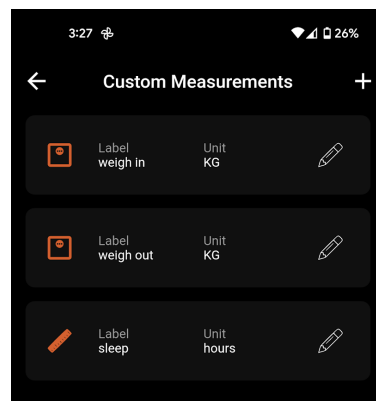 3:27 26%
Custom Measurements
Label Unit
weigh in KG
Label Unit
weigh out KG
Label Unit
sleep hours